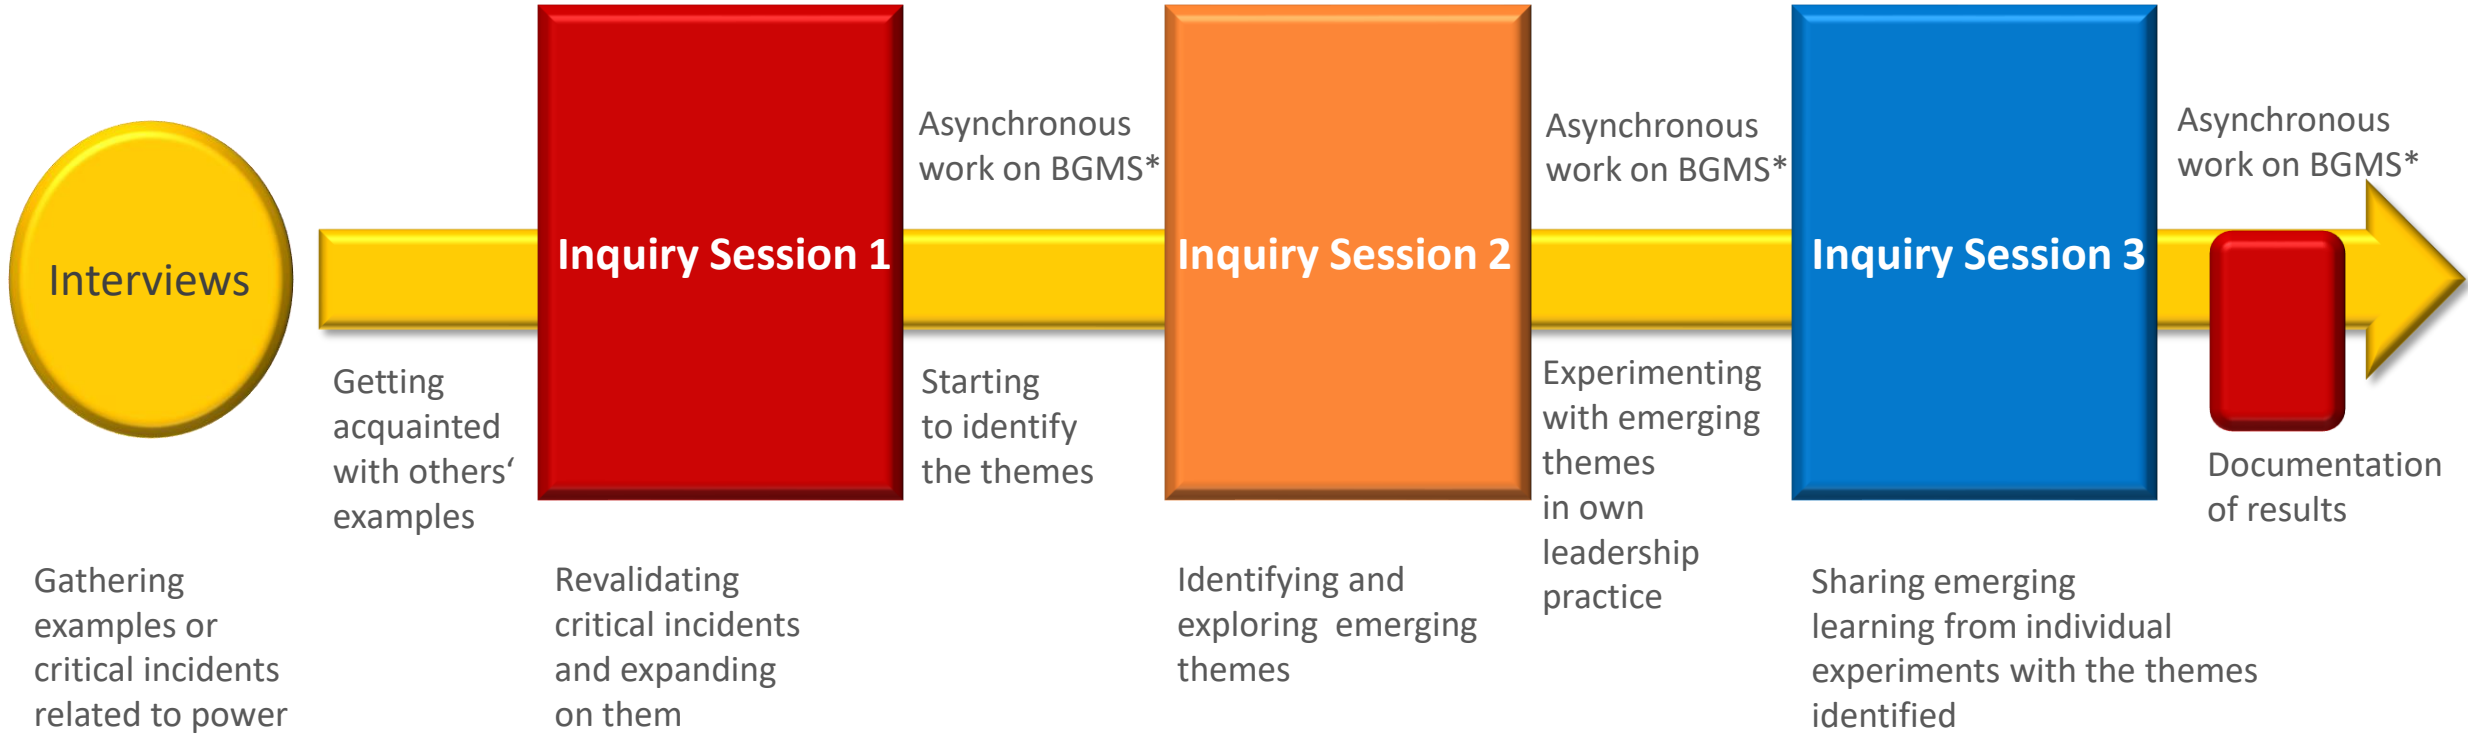 Interviews
Gathering
examples or
critical incidents
related to power
Getting
acquainted
with others‘
examples
Inquiry Session 1
Revalidating
critical incidents
and expanding
on them
Asynchronous
work on BGMS*
Starting
to identify
the themes
Inquiry Session 2
Identifying and
exploring  emerging
themes
Asynchronous
work on BGMS*
Experimenting
with emerging
themes
in own
leadership
practice
Inquiry Session 3
Sharing emerging
learning from individual
experiments with the themes
identified
Asynchronous
work on BGMS*
Documentation
of results